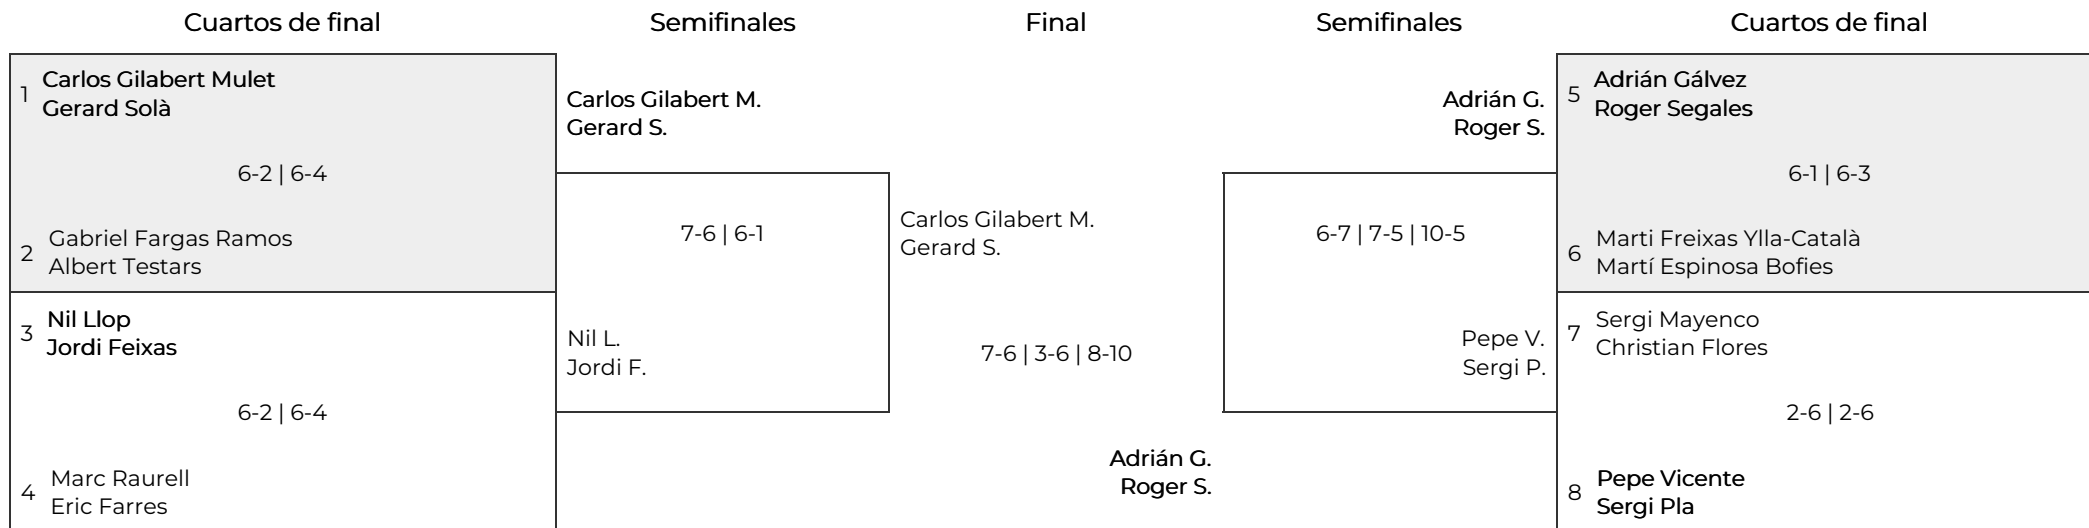 Cuartos de final
Semifinales
Final
Semifinales
Cuartos de final
1
Carlos Gilabert Mulet
Gerard Solà
6-2 | 6-4
2
Gabriel Fargas Ramos
Albert Testars
3
Nil Llop
Jordi Feixas
6-2 | 6-4
4
Marc Raurell
Eric Farres
Carlos Gilabert M.
Gerard S.
7-6 | 6-1
Nil L.
Jordi F.
Carlos Gilabert M.
Gerard S.
7-6 | 3-6 | 8-10
Adrián G.
Roger S.
Adrián G.
Roger S.
6-7 | 7-5 | 10-5
Pepe V.
Sergi P.
5
Adrián Gálvez
Roger Segales
6-1 | 6-3
6
Marti Freixas Ylla-Català
Martí Espinosa Bofies
7
Sergi Mayenco
Christian Flores
2-6 | 2-6
8
Pepe Vicente
Sergi Pla